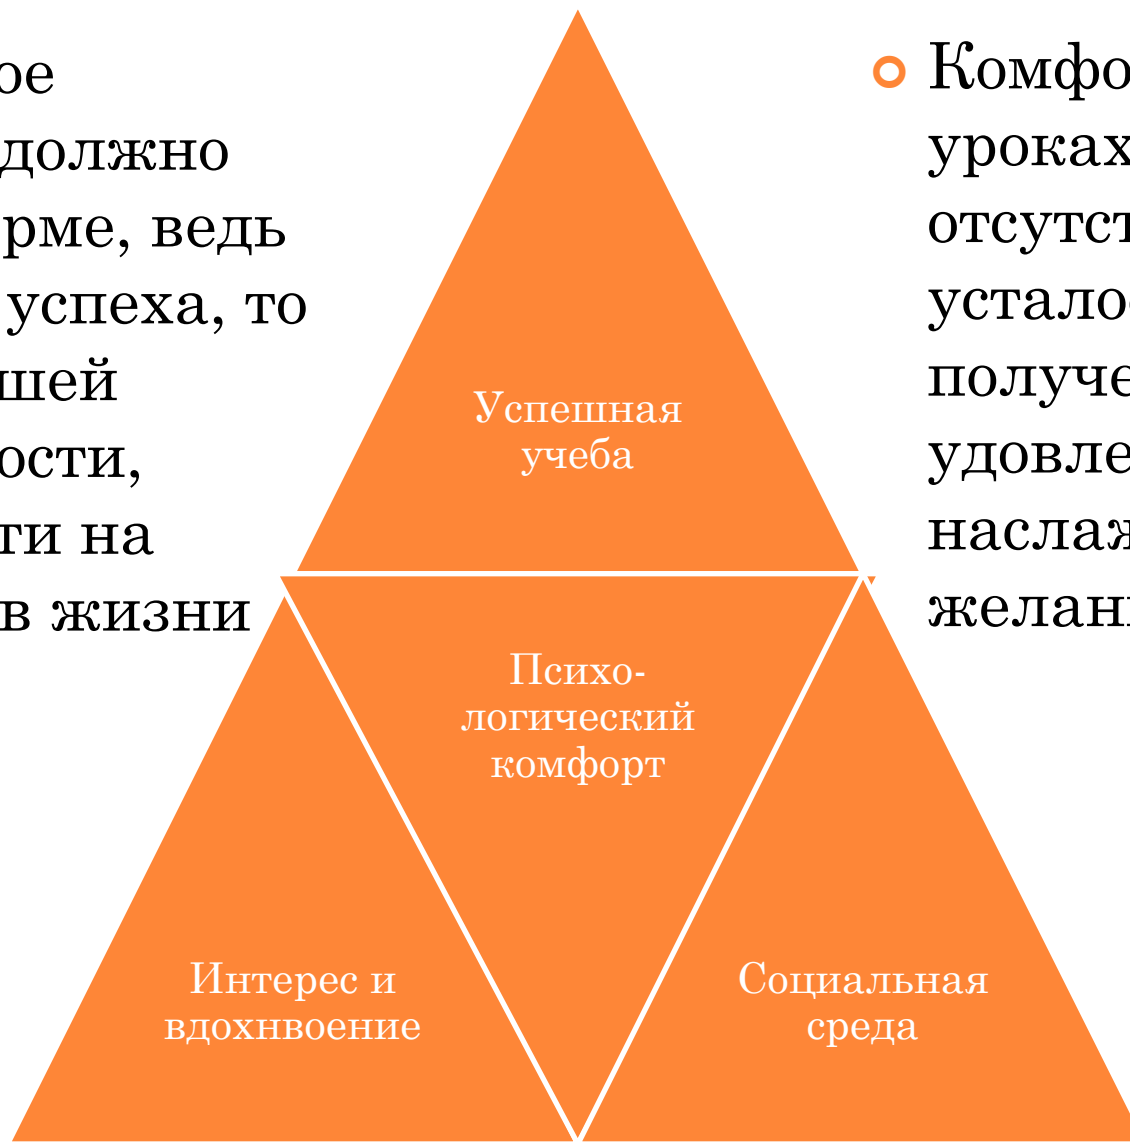 ое
должно
рме, ведь
успеха, то
шей
ости,
ти на
в жизни
Успешная
учеба
Психо-
логический
комфорт
Интерес и
вдохнвоение
Социальная
среда
Комфо
уроках
отсутст
устало
получе
удовле
наслаж
желан